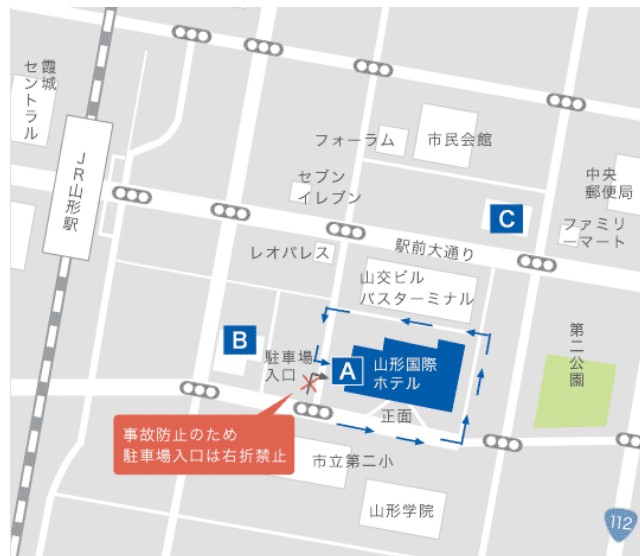 霞城
セントラル
JR山形駅
フォーラム
市民会館
セブン
イレブン
中央
郵便局
C
ファミリ
ーマート
駅前大通り
レオパレス
山交ビル
バスターミナル
B
駐車場
入口
A
山形国際
ホテル
第二公園
正面
事故防止のため
駐車場入口は右折禁止
市立第二小
山形学院
112